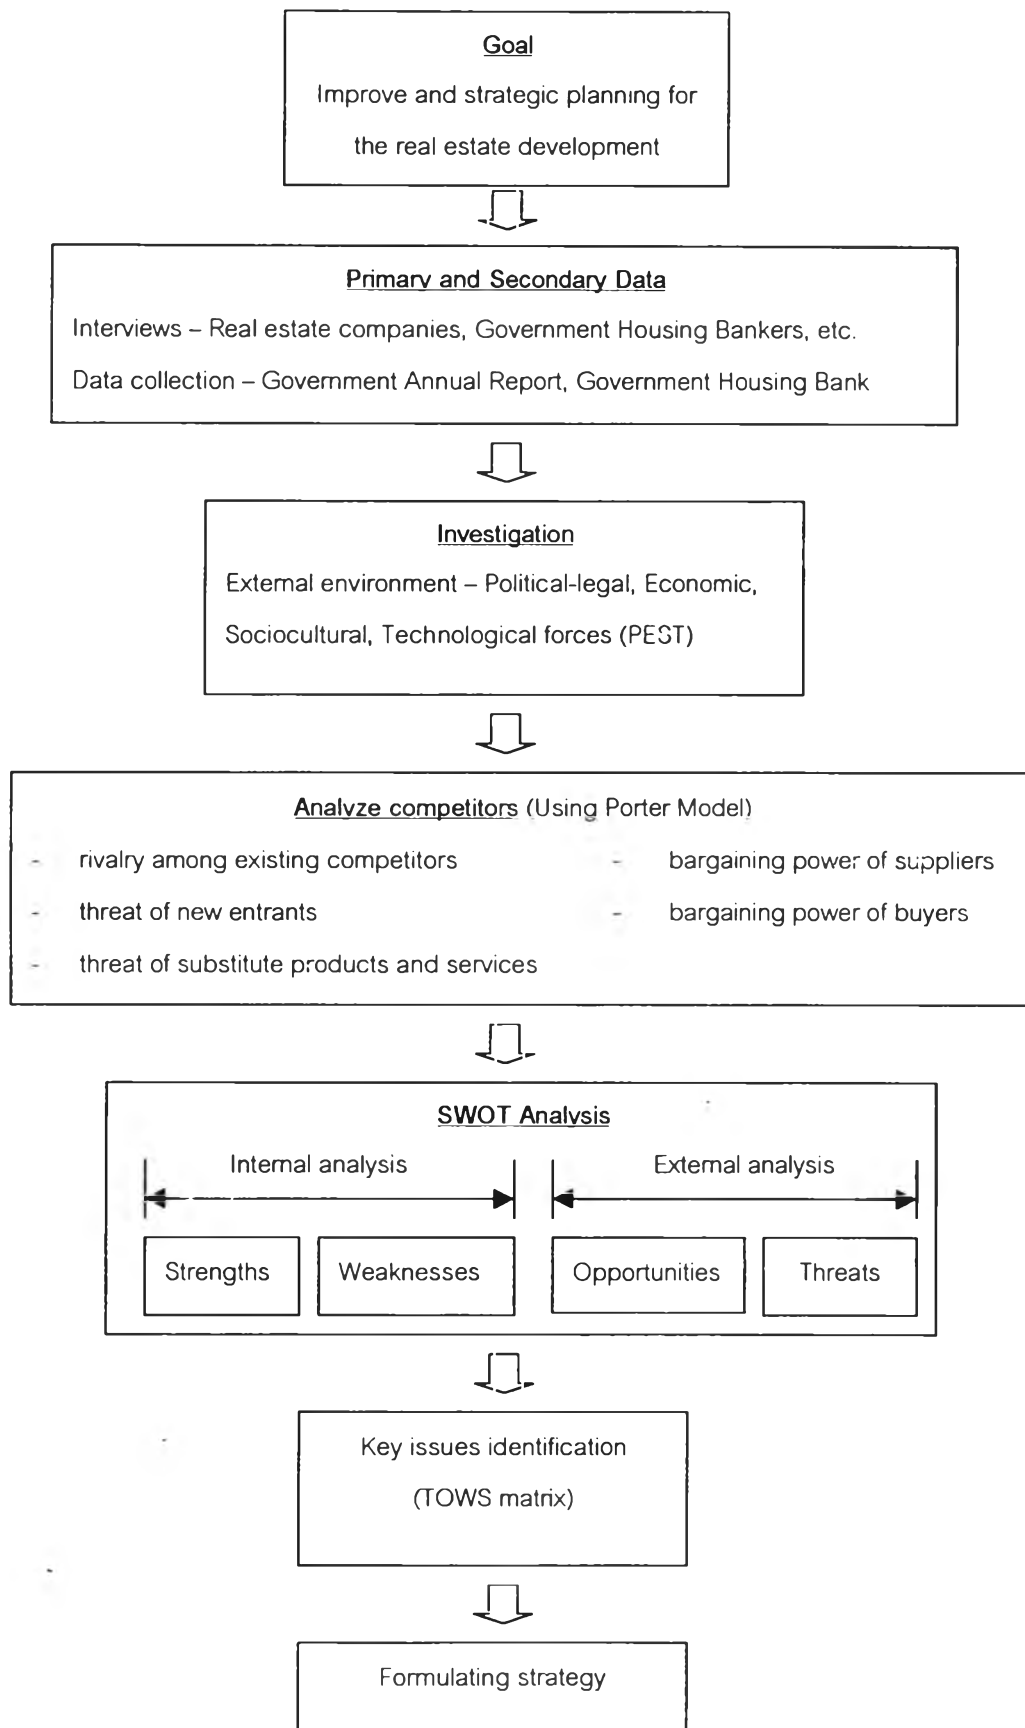 Goal
Improve and strategic planning for
the real estate development
Primary and Secondary Data
Interviews – Real estate companies, Government Housing Bankers, etc.
Data collection – Government Annual Report, Government Housing Bank
Investigation
External environment – Political-legal, Economic,
Sociocultural, Technological forces (PEST)
Analyze competitors (Using Porter Model)
- rivalry among existing competitors - bargaining power of suppliers
- threat of new entrants - bargaining power of buyers
- threat of substitute products and services
SWOT Analysis
Internal analysis External analysis
Strengths Weaknesses Opportunities Threats
Key issues identification
(TOWS matrix)
Formulating strategy